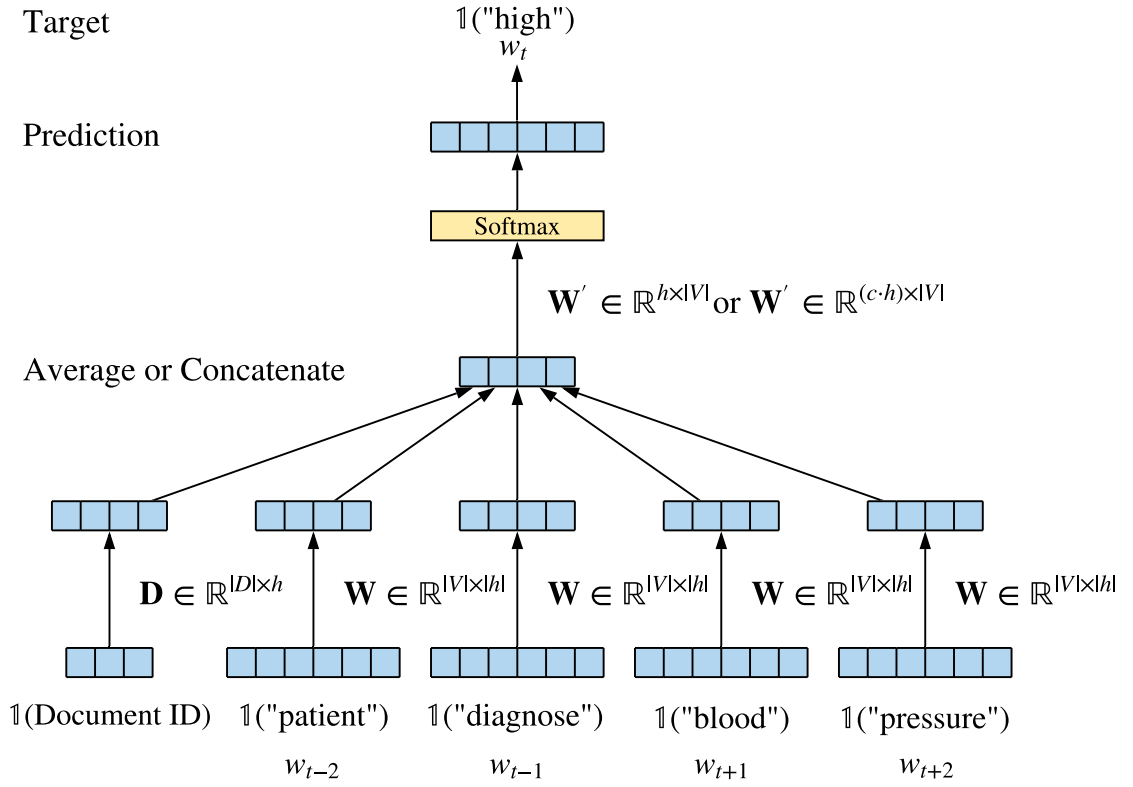 Target
𝟙("high")
wₜ
Prediction
Softmax
W′ ∈ ℝ^{h×|V|} or W′ ∈ ℝ^{(c·h)×|V|}
Average or Concatenate
D ∈ ℝ^{|D|×h} W ∈ ℝ^{|V|×|h|} W ∈ ℝ^{|V|×|h|} W ∈ ℝ^{|V|×|h|} W ∈ ℝ^{|V|×|h|}
𝟙(Document ID) 𝟙("patient") 𝟙("diagnose") 𝟙("blood") 𝟙("pressure")
w_{t−2} w_{t−1} w_{t+1} w_{t+2}